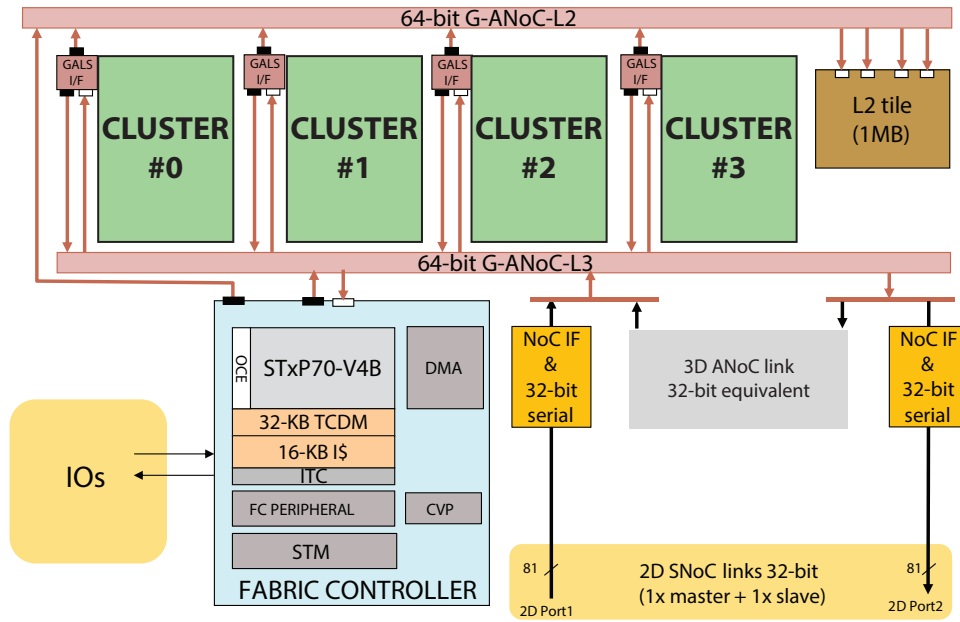 64-bit G-ANoC-L2
GALS
I/F
CLUSTER
#0
GALS
I/F
CLUSTER
#1
GALS
I/F
CLUSTER
#2
GALS
I/F
CLUSTER
#3
L2 tile
(1MB)
64-bit G-ANoC-L3
OCE
STxP70-V4B
DMA
32-KB TCDM
16-KB I$
ITC
FC PERIPHERAL
CVP
STM
FABRIC CONTROLLER
IOs
NoC IF
&
32-bit
serial
3D ANoC link
32-bit equivalent
NoC IF
&
32-bit
serial
81
2D Port1
2D SNoC links 32-bit
(1x master + 1x slave)
81
2D Port2